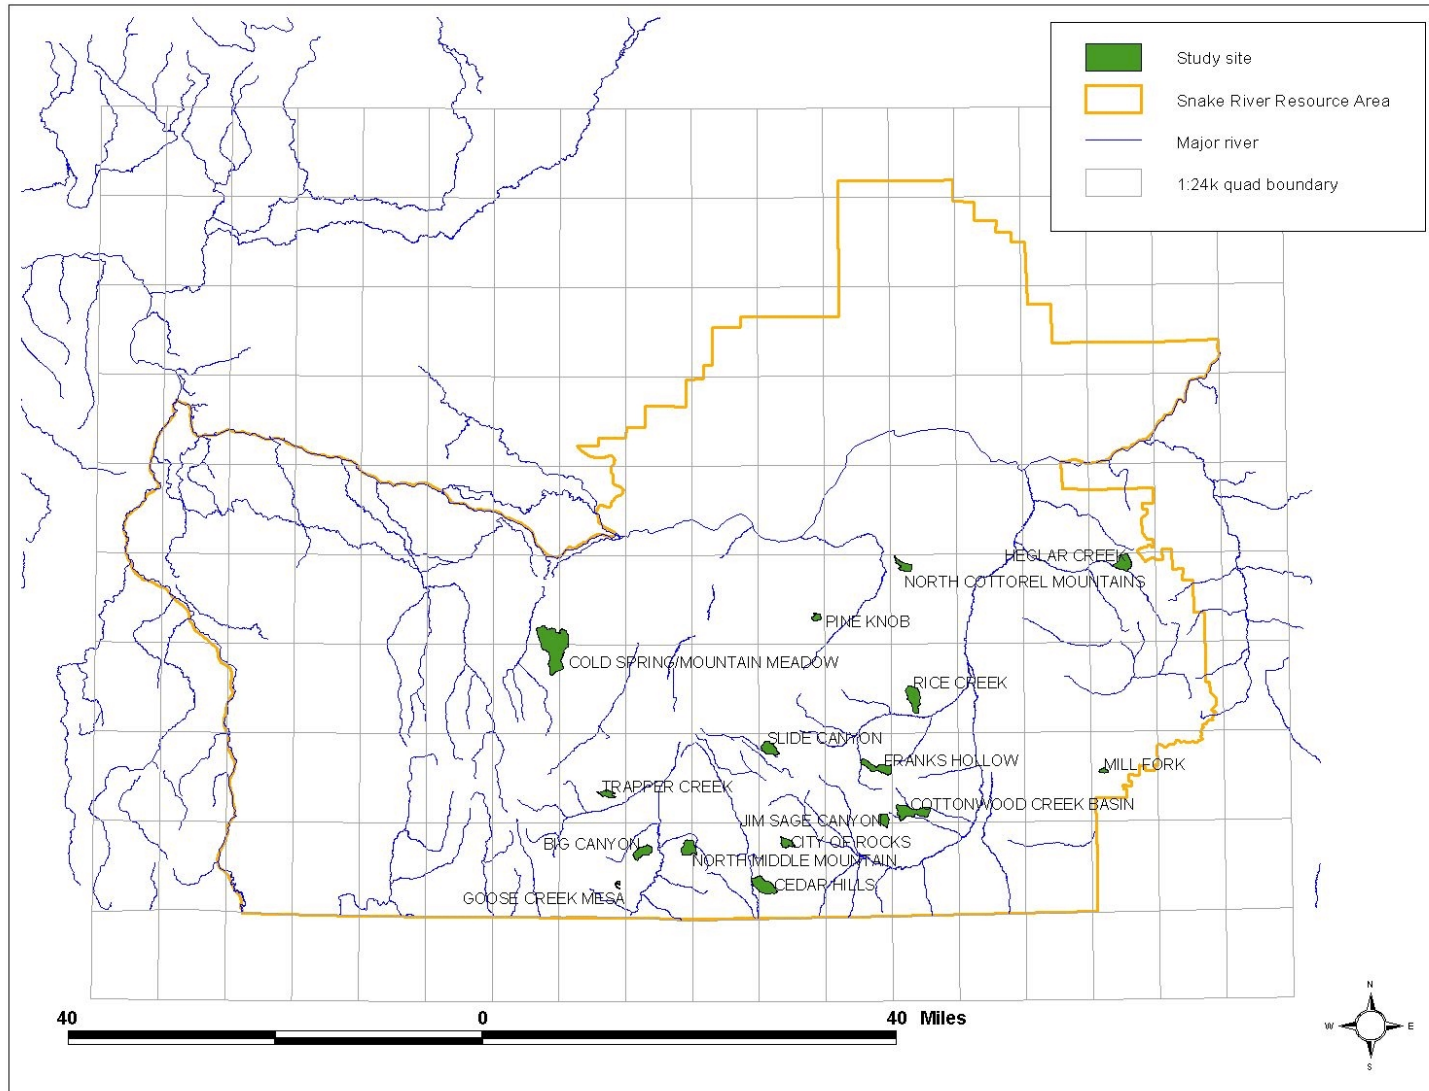 Study site
Snake River Resource Area
Major river
1:24k quad boundary
HEGLAR CREEK
NORTH COTTOREL MOUNTAINS
PINE KNOB
COLD SPRING/MOUNTAIN MEADOW
RICE CREEK
SLIDE CANYON
FRANKS HOLLOW
MILL FORK
TRAPPER CREEK
COTTONWOOD CREEK BASIN
JIM SAGE CANYON
BIG CANYON
CITY OF ROCKS
NORTH MIDDLE MOUNTAIN
CEDAR HILLS
GOOSE CREEK MESA
40 0 40 Miles
N
W E
S